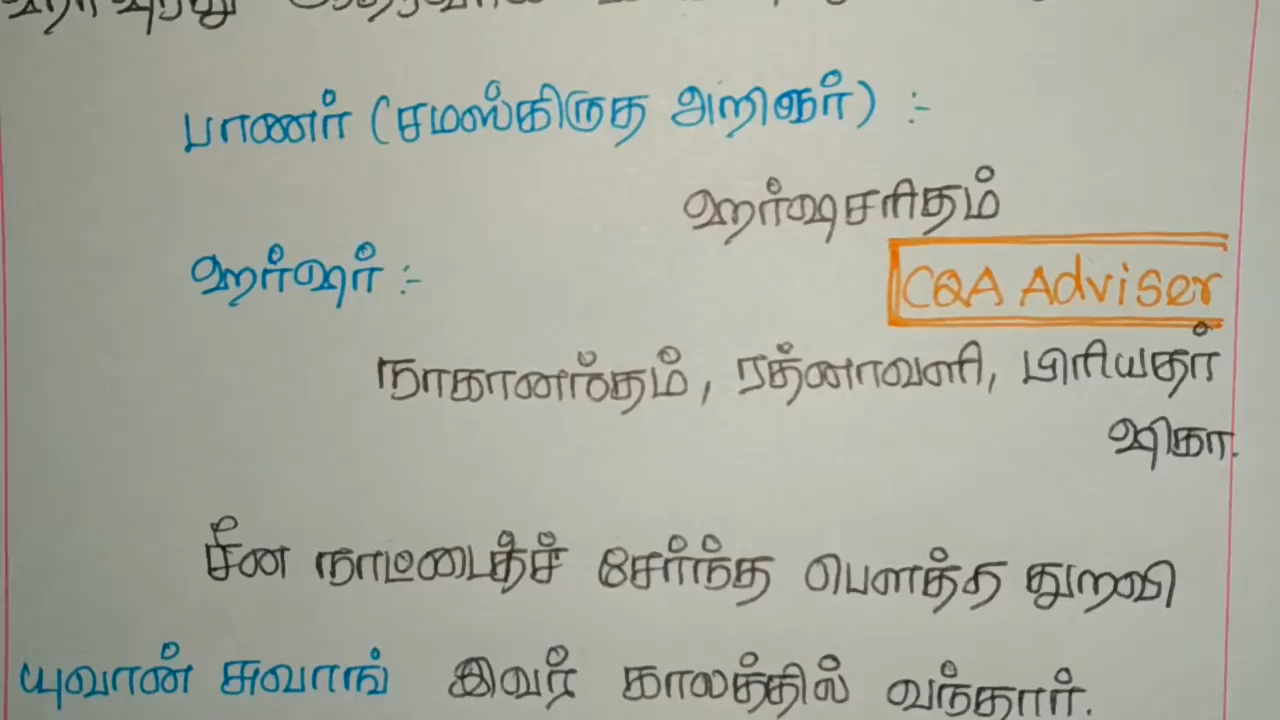 பாணர் (சமஸ்கிருத அறிஞர்) :-
ஹர்ஷசரிதம்
ஹர்ஷர் :-
CQA Adviser
நாகானந்தம், ரத்னாவளி, பிரியதர்
ஷிகா.
சீன நாட்டைச் சேர்ந்த பௌத்த துறவி
யுவான் சுவாங் இவர் காலத்தில் வந்தார்.